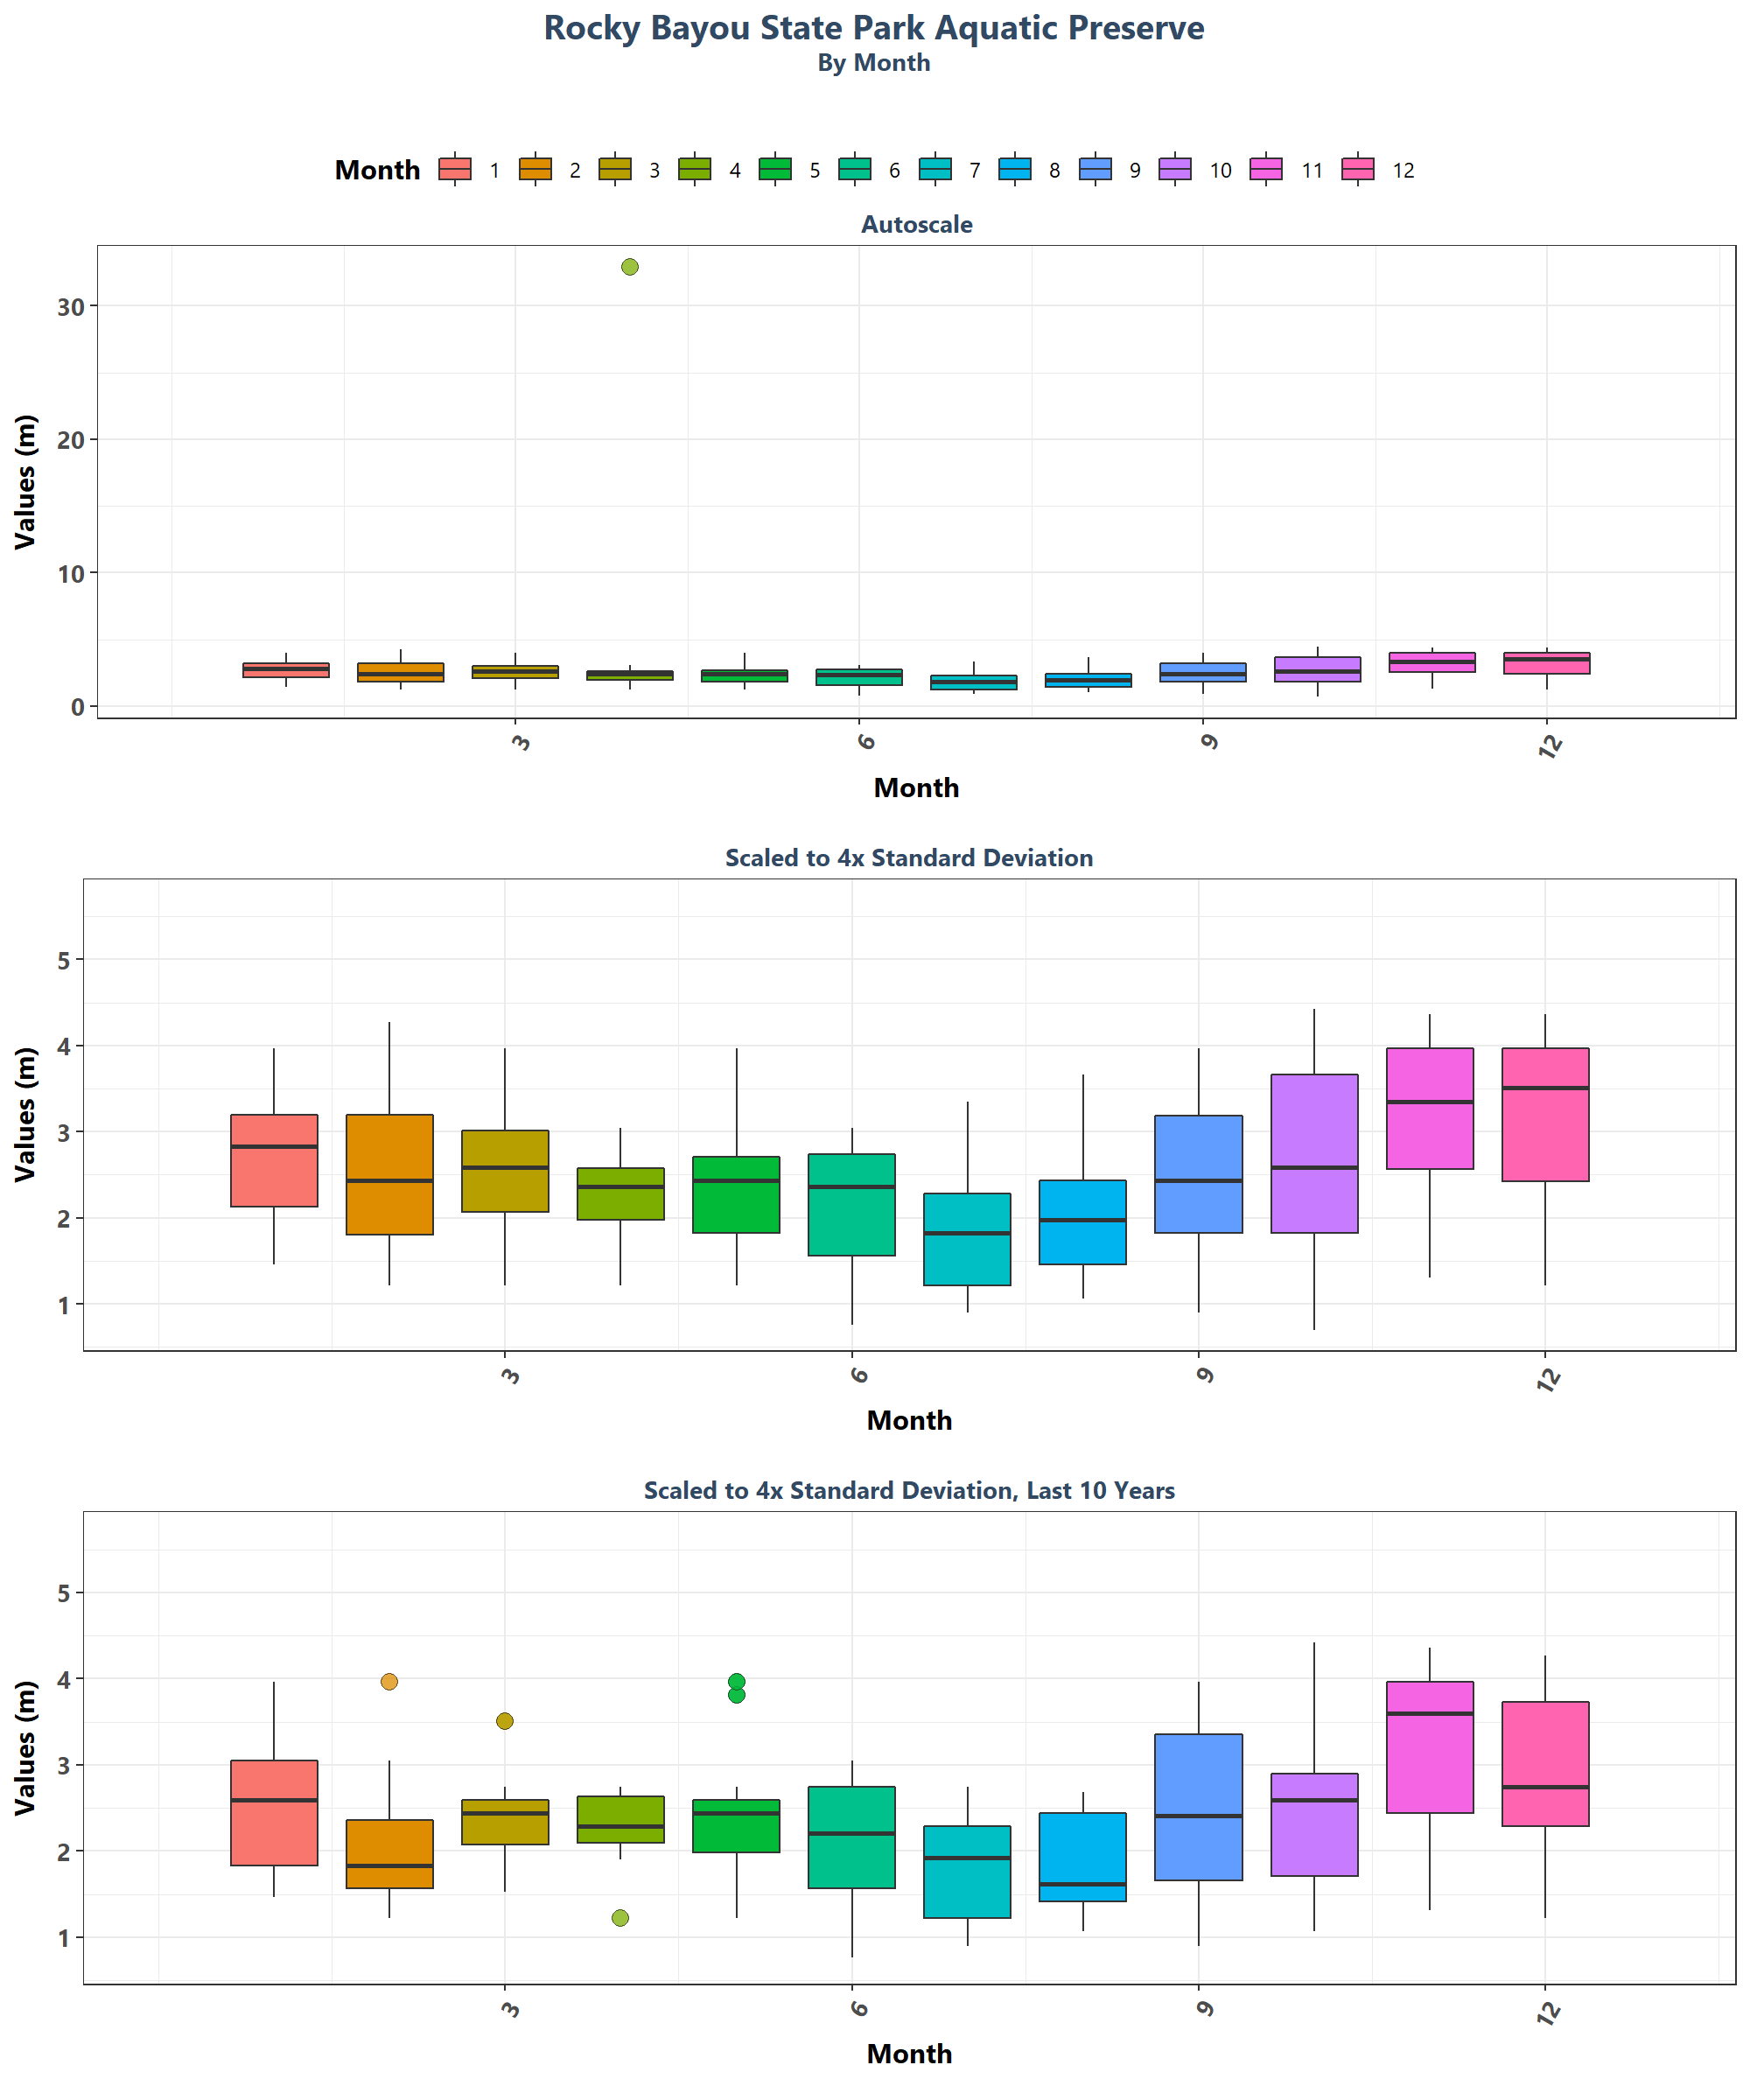 Rocky Bayou State Park Aquatic Preserve
By Month
Month 1 2 3 4 5 6 7 8 9 10 11 12
Autoscale
Values (m)
30
20
10
0
3 6 9 12
Month
Scaled to 4x Standard Deviation
Values (m)
5
4
3
2
1
3 6 9 12
Month
Scaled to 4x Standard Deviation, Last 10 Years
Values (m)
5
4
3
2
1
3 6 9 12
Month